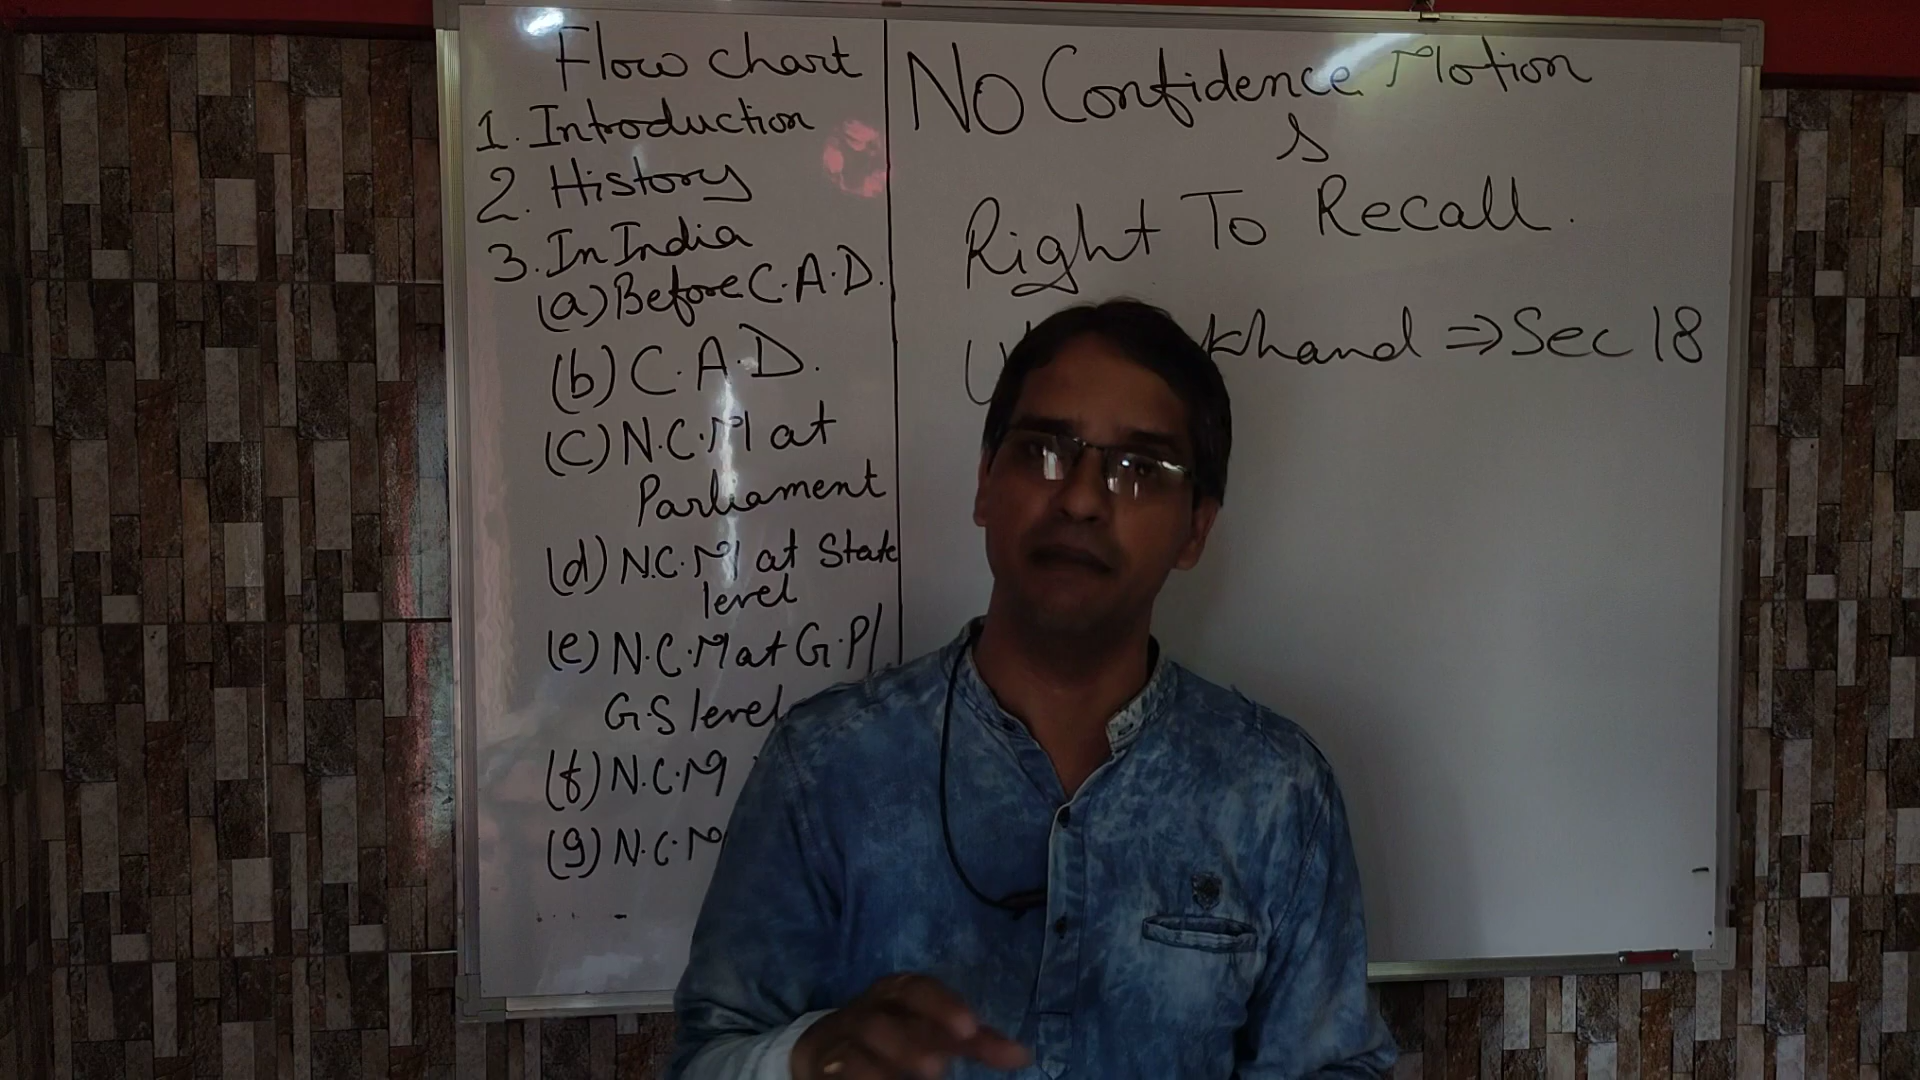 Flow chart
1. Introduction
2. History
3. In India
(a) Before C.A.D.
(b) C.A.D.
(c) N.C.M at
Parliament
(d) N.C.M at State
level
(e) N.C.M at G.P/
G.S level
(f) N.C.M
(g) N.C.M
No Confidence Motion
&
Right To Recall.
khand ⇒ Sec 18